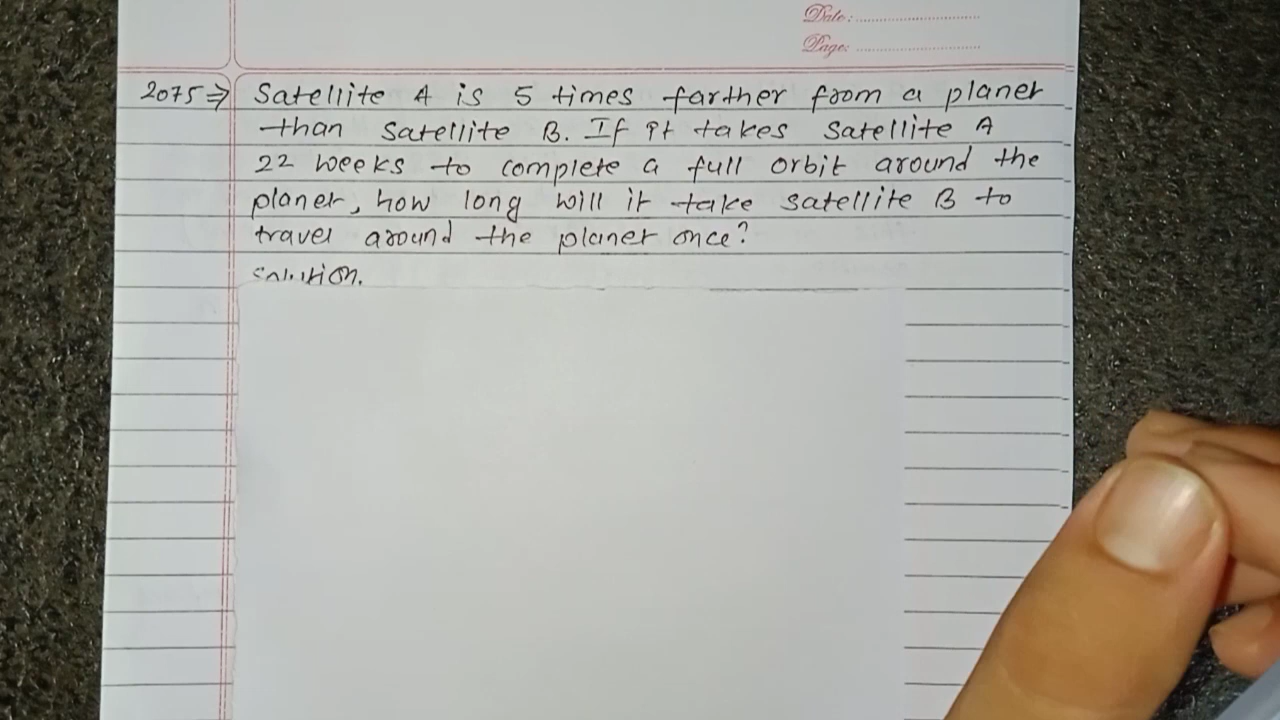 Date:
Page:
2075⇒ Satellite A is 5 times farther from a planet
than satellite B. If it takes satellite A
22 weeks to complete a full orbit around the
planet, how long will it take satellite B to
travel around the planet once?
solution.